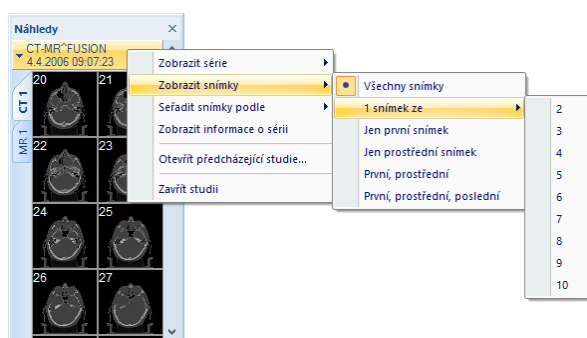 Náhledy
CT-MR^FUSION
4.4.2006 09:07:23
CT 1
MR 1
20
21
22
23
24
25
26
27
Zobrazit série
Zobrazit snímky
Seřadit snímky podle
Zobrazit informace o sérii
Otevřít předcházející studie...
Zavřít studii
Všechny snímky
1 snímek ze
Jen první snímek
Jen prostřední snímek
První, prostřední
První, prostřední, poslední
2
3
4
5
6
7
8
9
10